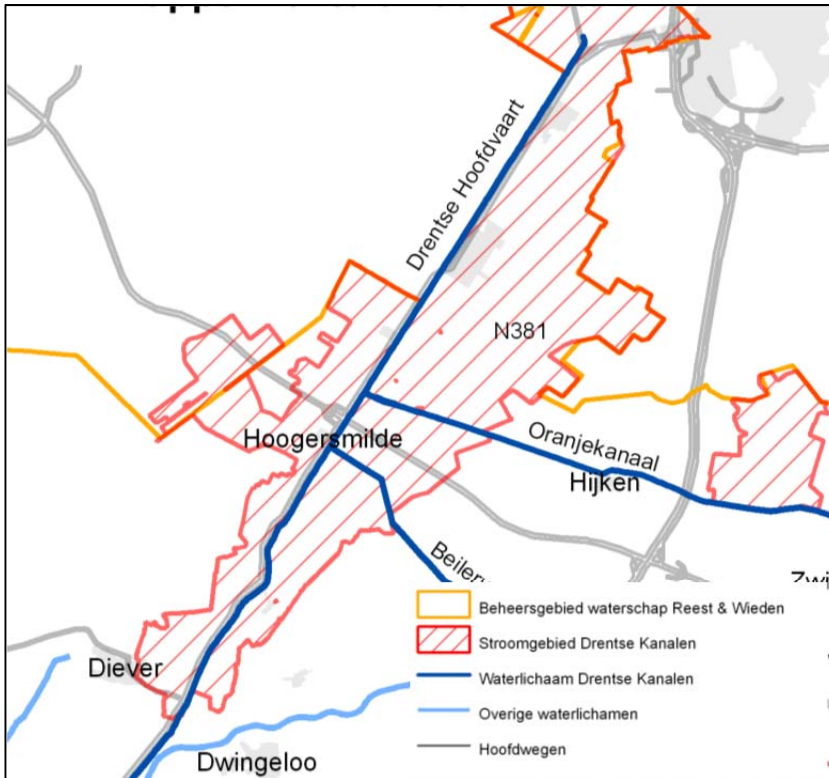 Drentse Hoofdvaart
N381
Hoogersmilde
Oranjekanaal
Hijken
Diever
Dwingeloo
Beheersgebied waterschap Reest & Wieden
Stroomgebied Drentse Kanalen
Waterlichaam Drentse Kanalen
Overige waterlichamen
Hoofdwegen